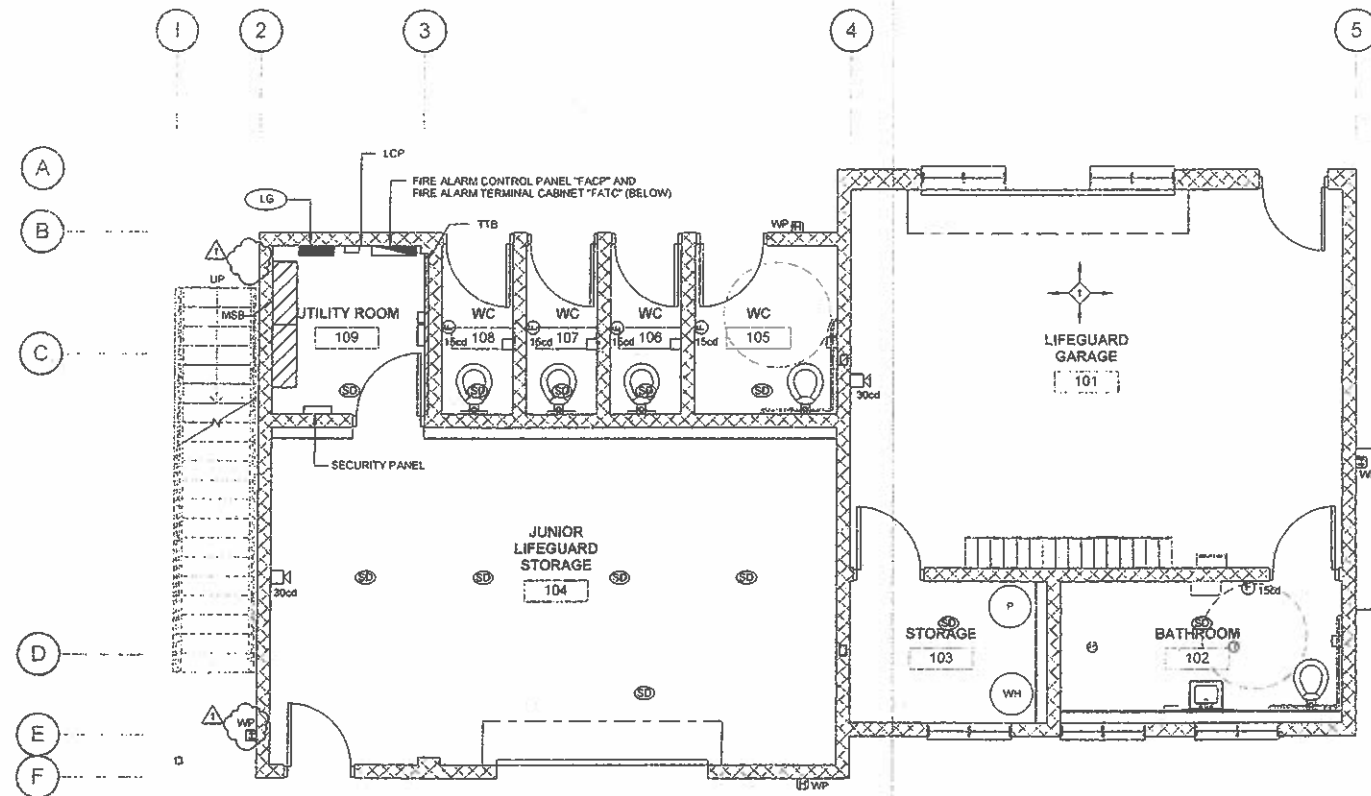 1
2
3
4
5
A
LCP
FIRE ALARM CONTROL PANEL "FACP" AND
FIRE ALARM TERMINAL CABINET "FATC" (BELOW)
LG
TTB
B
WP
1
UP
MSB
UTILITY ROOM
109
WC
108
WC
107
WC
106
WC
105
15cd
15cd
15cd
15cd
LIFEGUARD
GARAGE
101
C
SD
SD
SD
SD
SD
30cd
SECURITY PANEL
W
JUNIOR
LIFEGUARD
STORAGE
104
SD
SD
SD
SD
30cd
F
15cd
P
SD
STORAGE
103
SD
BATHROOM
102
D
SD
WH
1
WP
E
F
WP